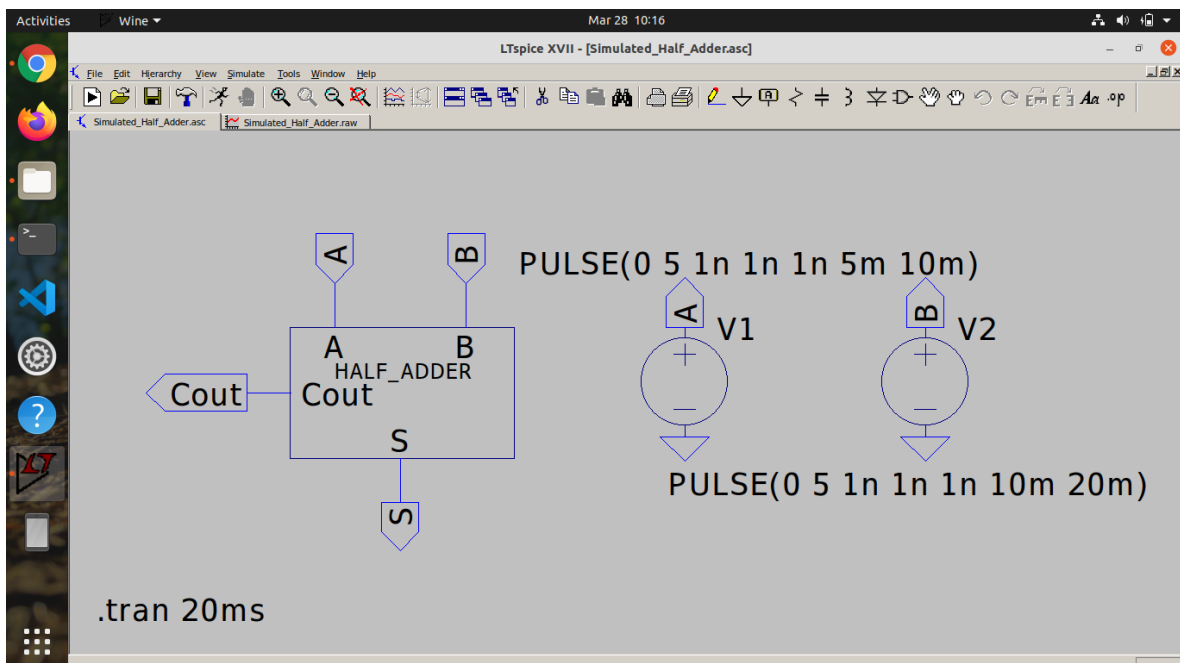 Activities Wine Mar 28 10:16
LTspice XVII - [Simulated_Half_Adder.asc]
File Edit Hierarchy View Simulate Tools Window Help
Aa .op
Simulated_Half_Adder.asc Simulated_Half_Adder.raw
A B
PULSE(0 5 1n 1n 1n 5m 10m)
A V1 B V2
A B
HALF_ADDER
Cout Cout
S
PULSE(0 5 1n 1n 1n 10m 20m)
S
.tran 20ms